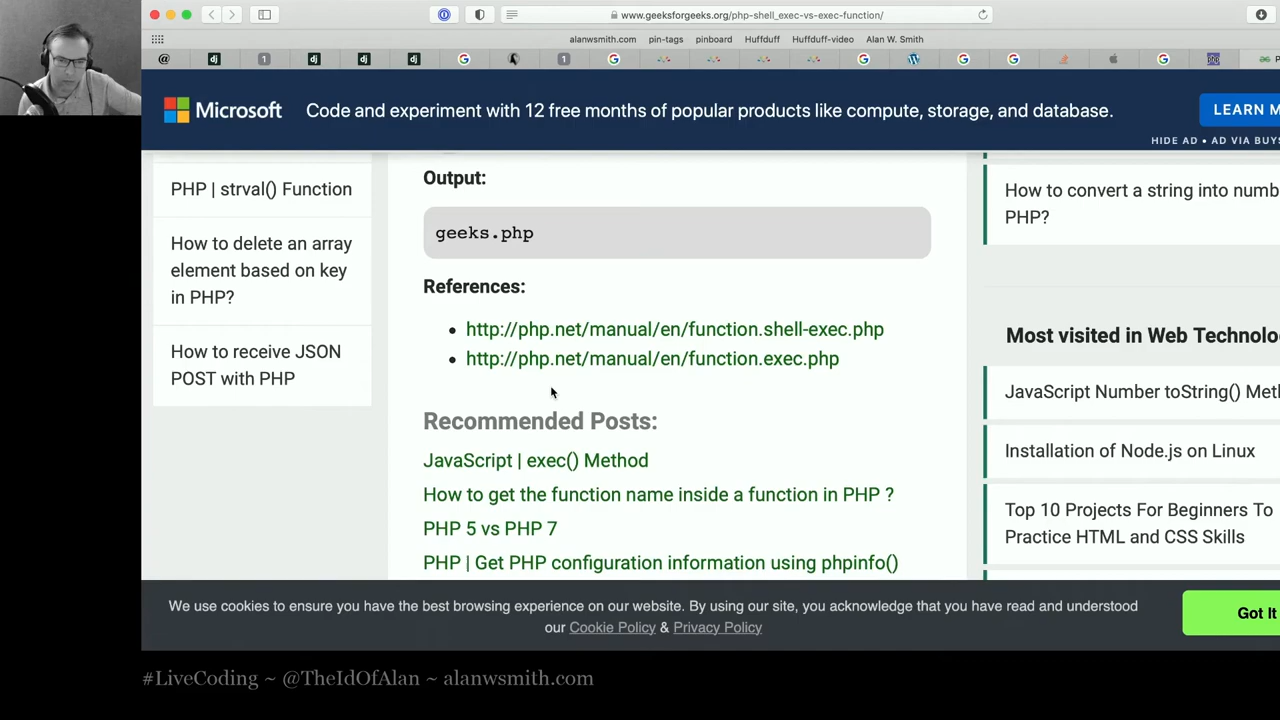 www.geeksforgeeks.org/php-shell_exec-vs-exec-function/
alanwsmith.com pin-tags pinboard Huffduff Huffduff-video Alan W. Smith
Microsoft
Code and experiment with 12 free months of popular products like compute, storage, and database.
LEARN M
HIDE AD • AD VIA BUYS
PHP | strval() Function
How to delete an array
element based on key
in PHP?
How to receive JSON
POST with PHP
Output:
geeks.php
References:
http://php.net/manual/en/function.shell-exec.php
http://php.net/manual/en/function.exec.php
Recommended Posts:
JavaScript | exec() Method
How to get the function name inside a function in PHP ?
PHP 5 vs PHP 7
PHP | Get PHP configuration information using phpinfo()
How to convert a string into numb
PHP?
Most visited in Web Technolo
JavaScript Number toString() Met
Installation of Node.js on Linux
Top 10 Projects For Beginners To
Practice HTML and CSS Skills
We use cookies to ensure you have the best browsing experience on our website. By using our site, you acknowledge that you have read and understood
our Cookie Policy & Privacy Policy
Got It
#LiveCoding ~ @TheIdOfAlan ~ alanwsmith.com